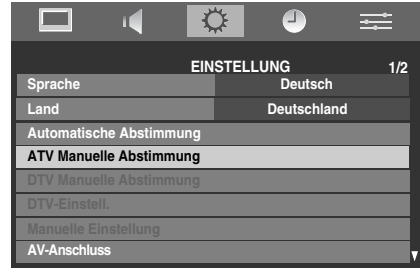 EINSTELLUNG 1/2
Sprache Deutsch
Land Deutschland
Automatische Abstimmung
ATV Manuelle Abstimmung
DTV Manuelle Abstimmung
DTV-Einstell.
Manuelle Einstellung
AV-Anschluss